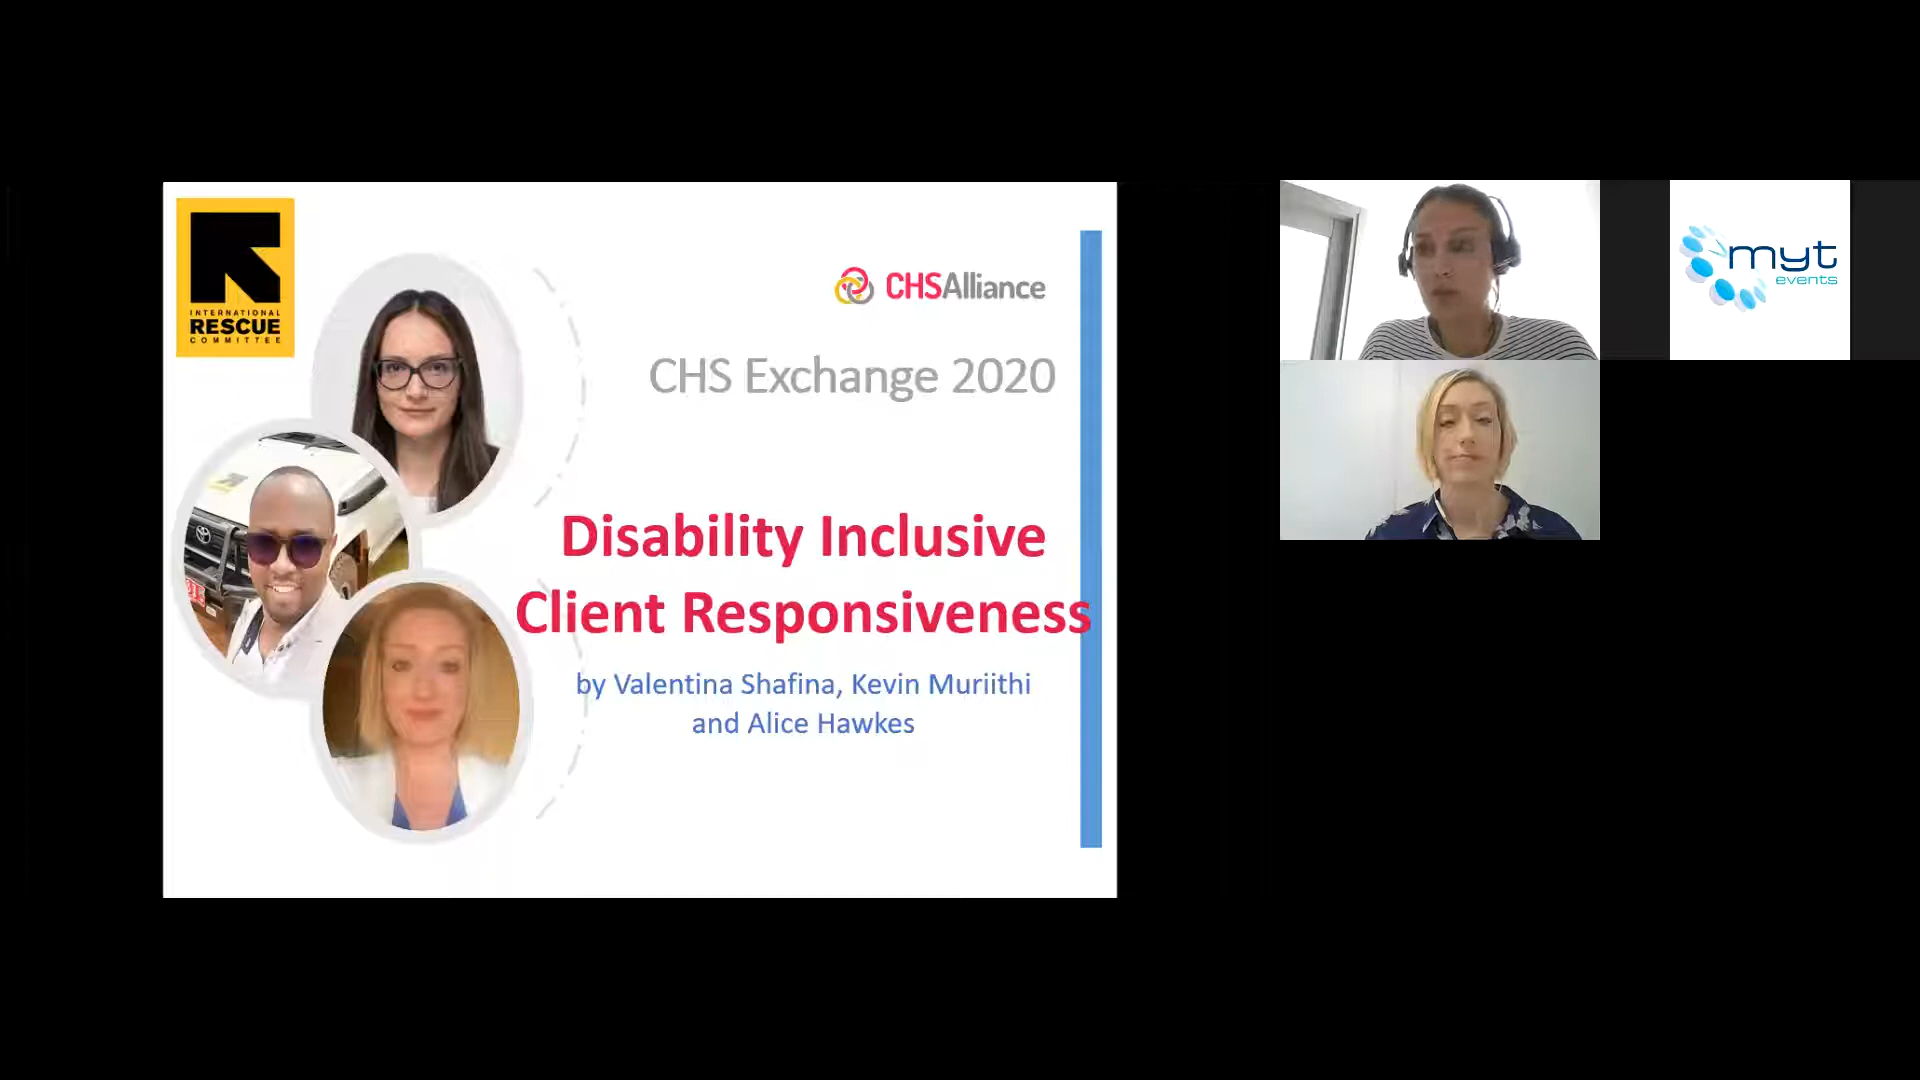 INTERNATIONAL
RESCUE
COMMITTEE
CHSAlliance
CHS Exchange 2020
Disability Inclusive
Client Responsiveness
by Valentina Shafina, Kevin Muriithi
and Alice Hawkes
myt
events